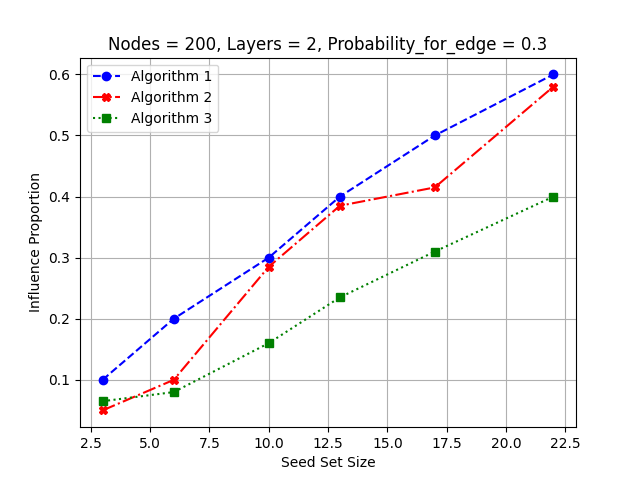 Nodes = 200, Layers = 2, Probability_for_edge = 0.3
Algorithm 1
Algorithm 2
Algorithm 3
0.6
0.5
0.4
0.3
0.2
0.1
Influence Proportion
2.5 5.0 7.5 10.0 12.5 15.0 17.5 20.0 22.5
Seed Set Size